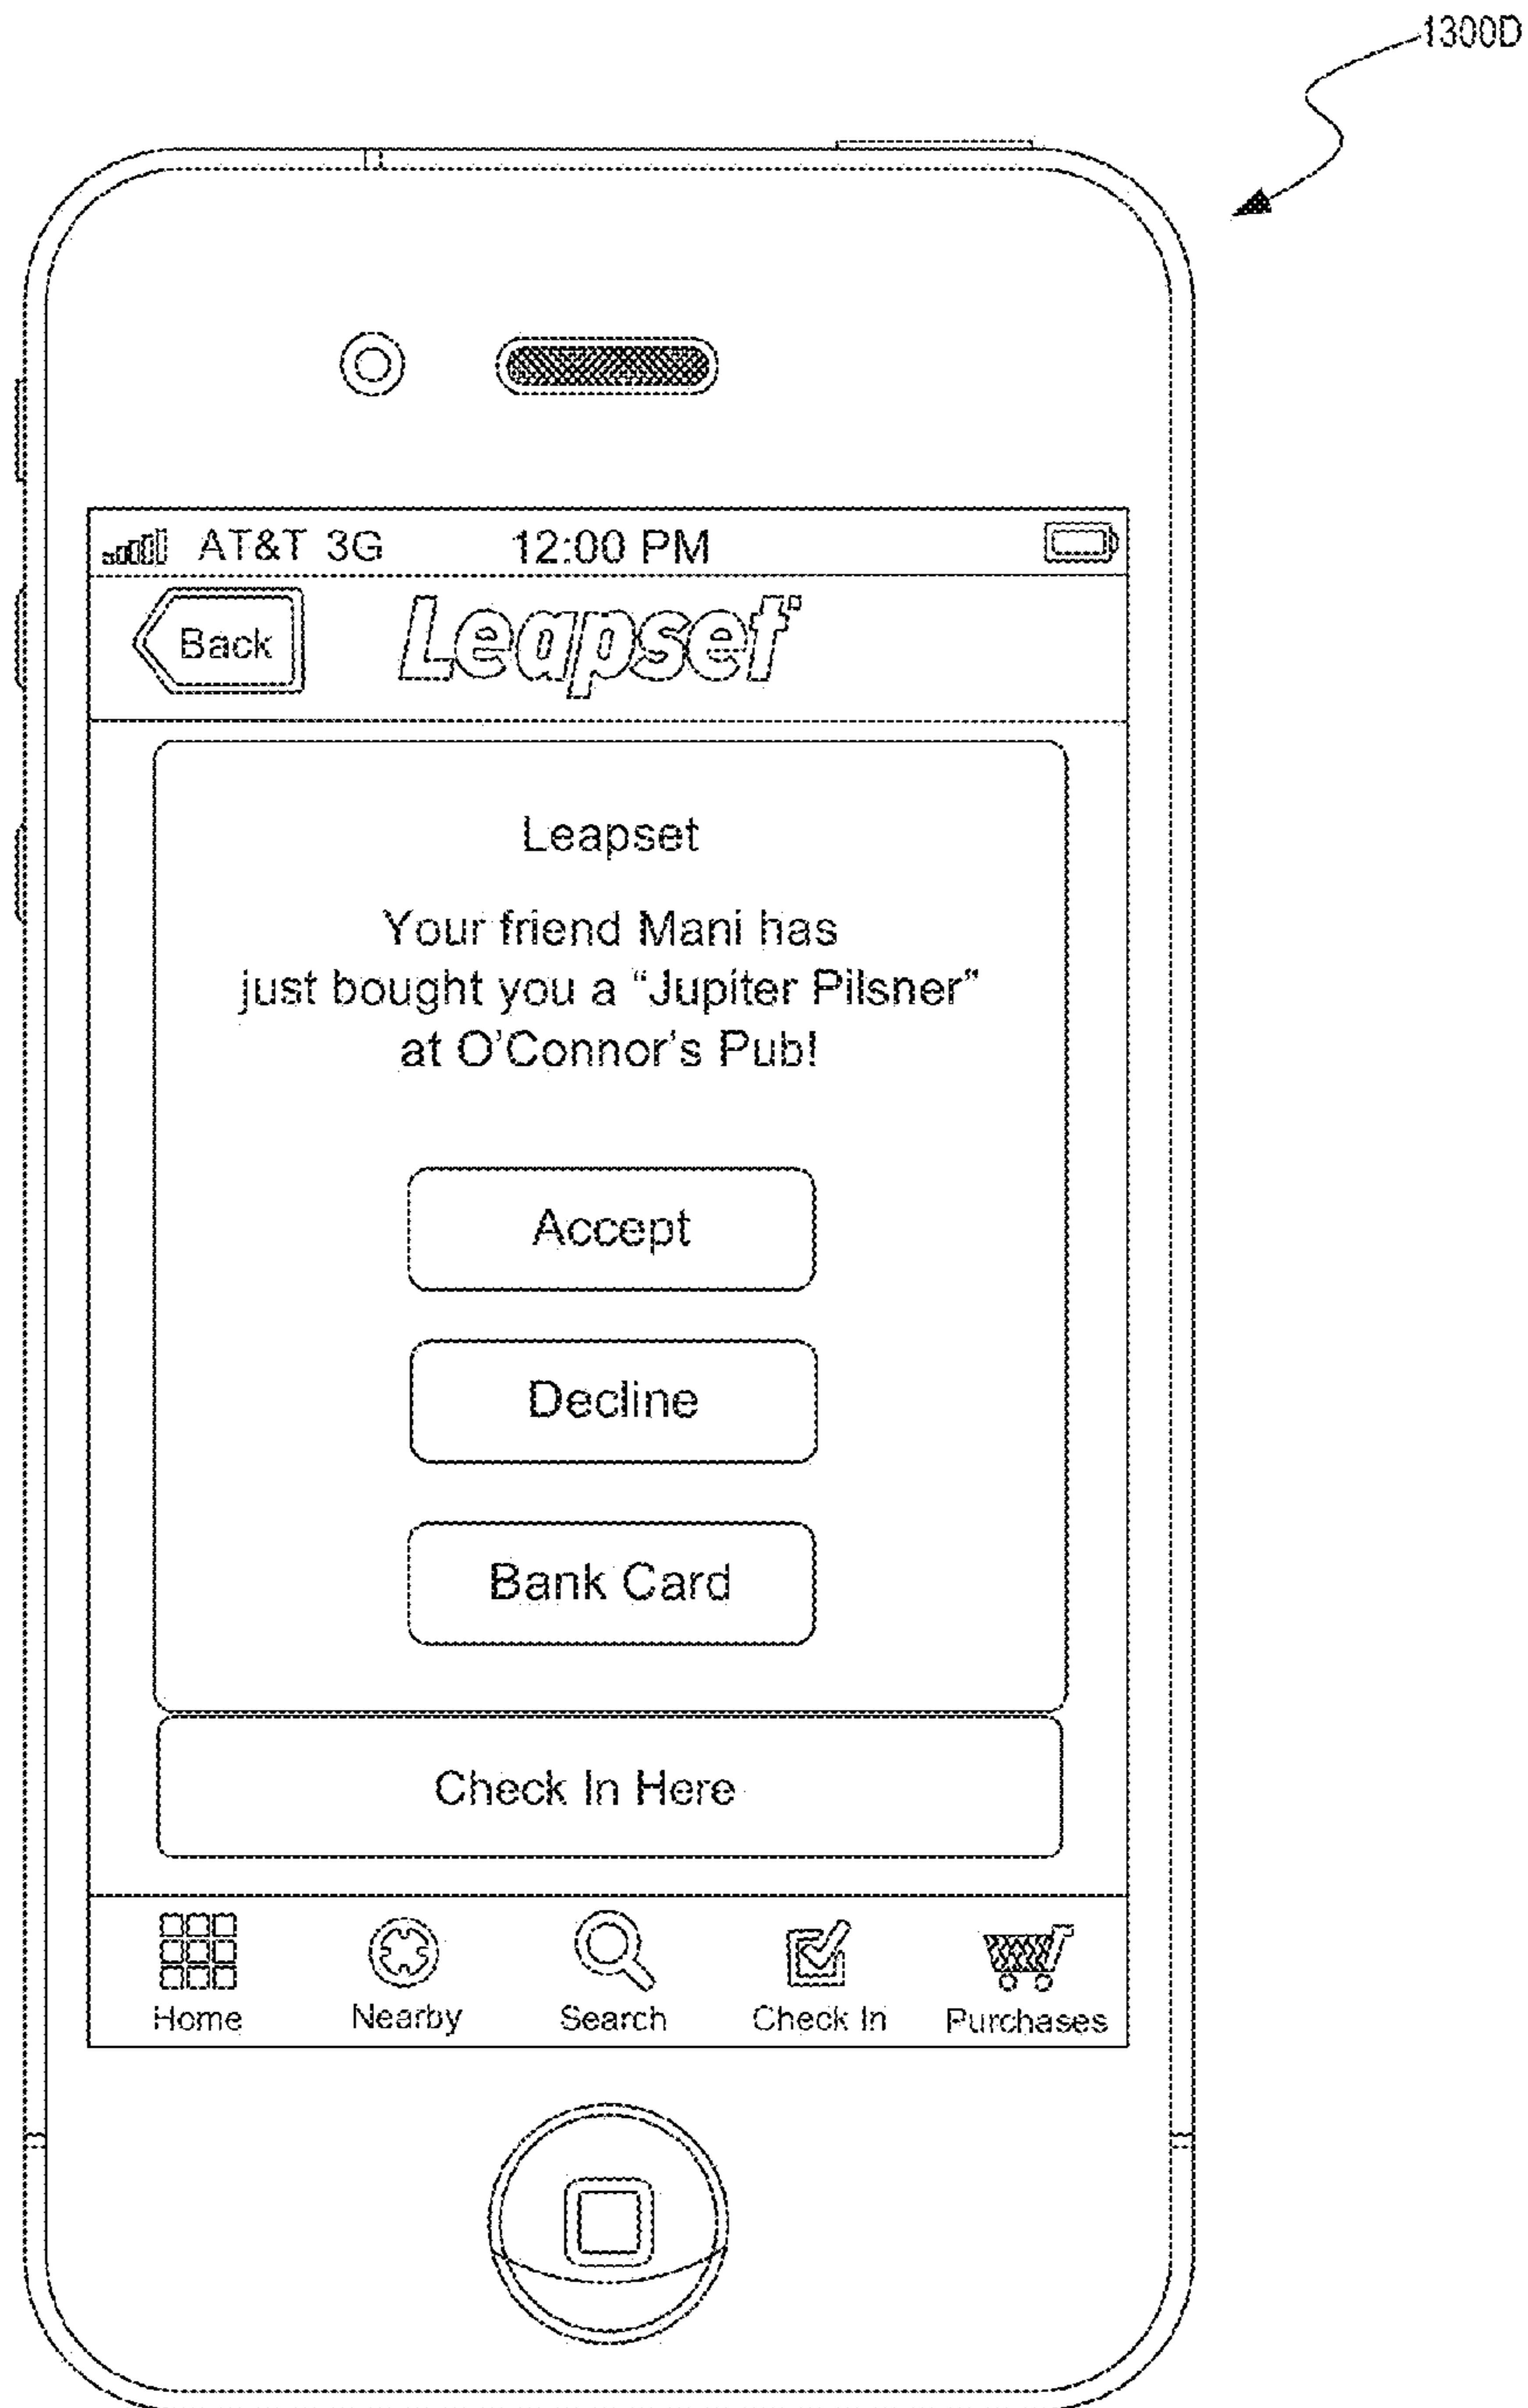 1300D
AT&T 3G 12:00 PM
Back Leapset
Leapset
Your friend Mani has
just bought you a “Jupiter Pilsner”
at O’Connor’s Pub!
Accept
Decline
Bank Card
Check In Here
Home Nearby Search Check In Purchases